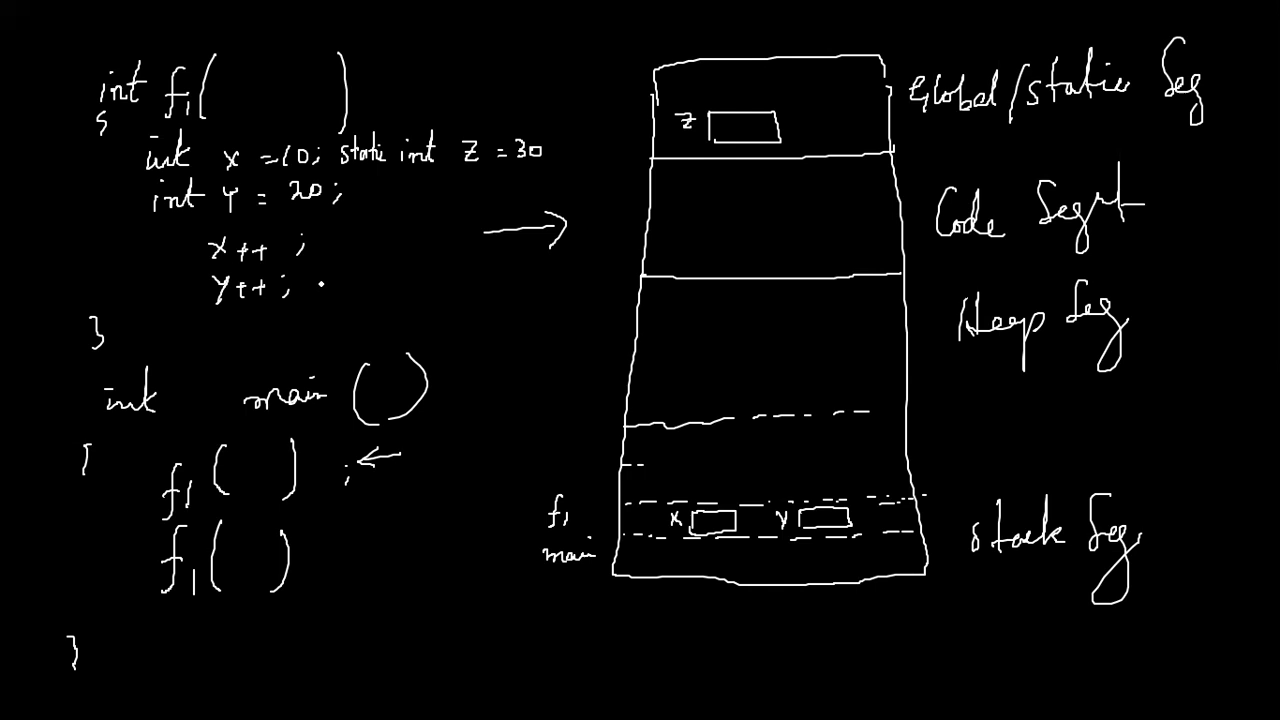 int f1( )
{
int x =10; static int z = 30
int y = 20;
x++ ;
y++;
}
int main ( )
{
f1 ( ) ;
f1 ( )
}
Global/static Seg
z
Code Segmt
Heap Seg
f1 x y
main
stack Seg